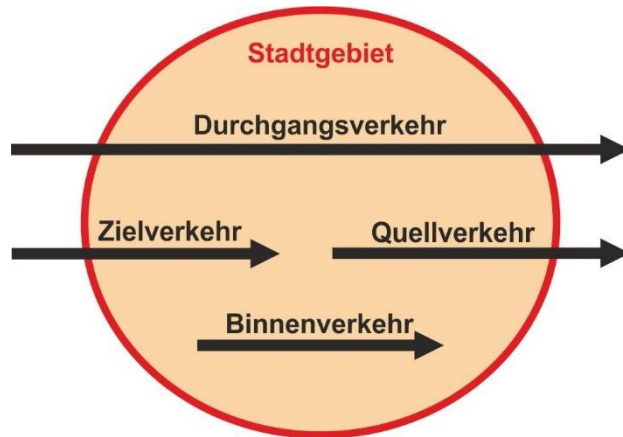 Stadtgebiet
Durchgangsverkehr
Zielverkehr
Quellverkehr
Binnenverkehr